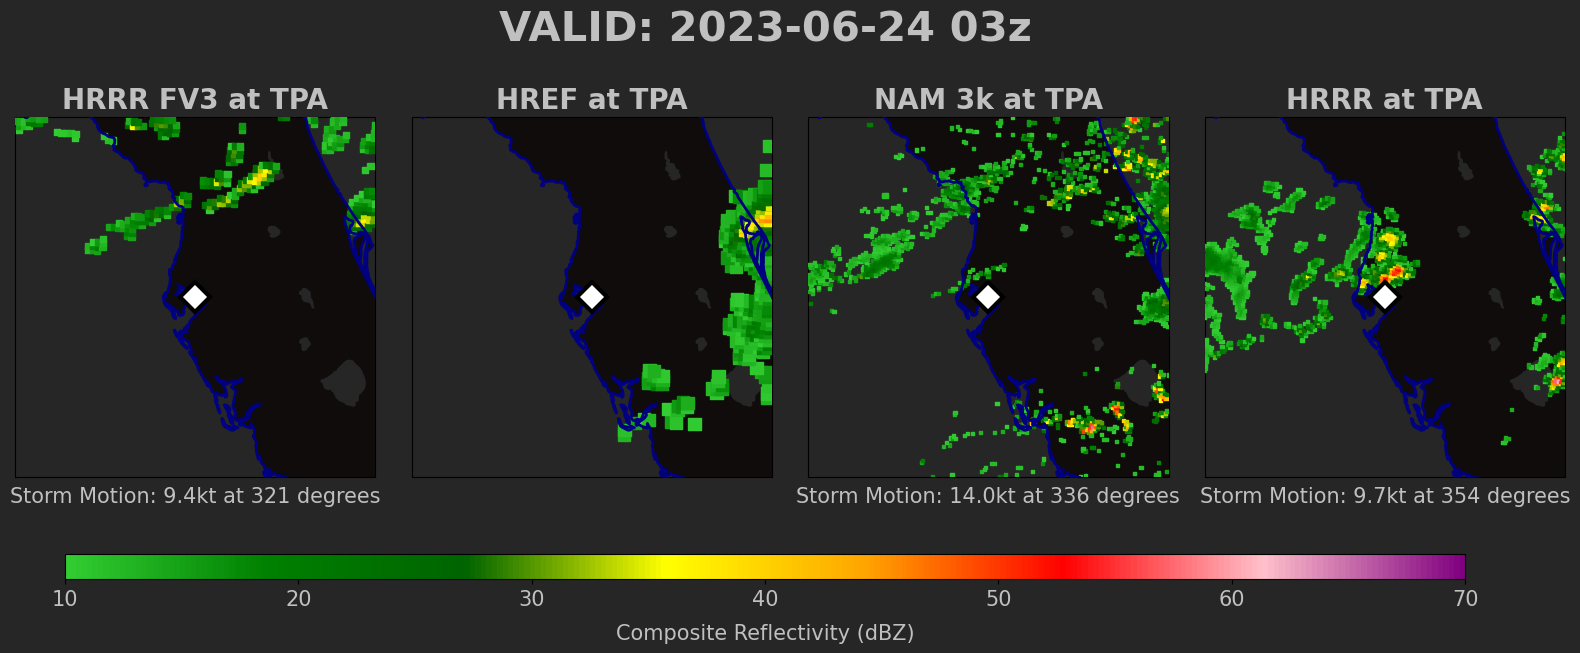 VALID: 2023-06-24 03z
HRRR FV3 at TPA
HREF at TPA
NAM 3k at TPA
HRRR at TPA
Storm Motion: 9.4kt at 321 degrees
Storm Motion: 14.0kt at 336 degrees
Storm Motion: 9.7kt at 354 degrees
10 20 30 40 50 60 70
Composite Reflectivity (dBZ)